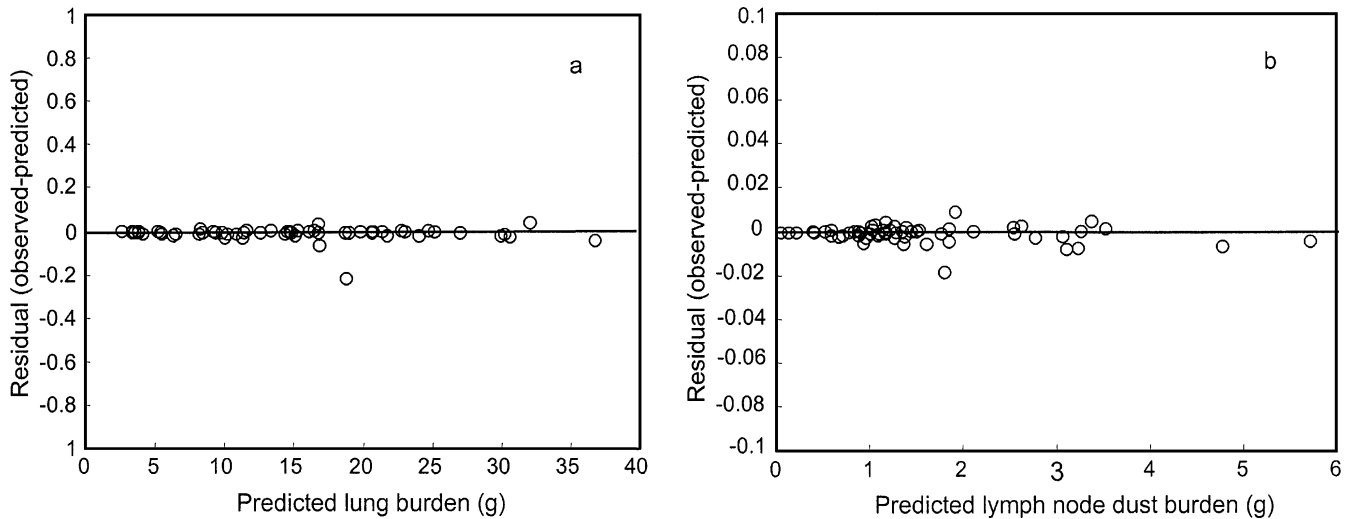 1
0.8
0.6
0.4
0.2
0
-0.2
-0.4
-0.6
-0.8
1
Residual (observed-predicted)
a
0 5 10 15 20 25 30 35 40
Predicted lung burden (g)
0.1
0.08
0.06
0.04
0.02
0
-0.02
-0.04
-0.06
-0.08
-0.1
Residual (observed-predicted)
b
0 1 2 3 4 5 6
Predicted lymph node dust burden (g)